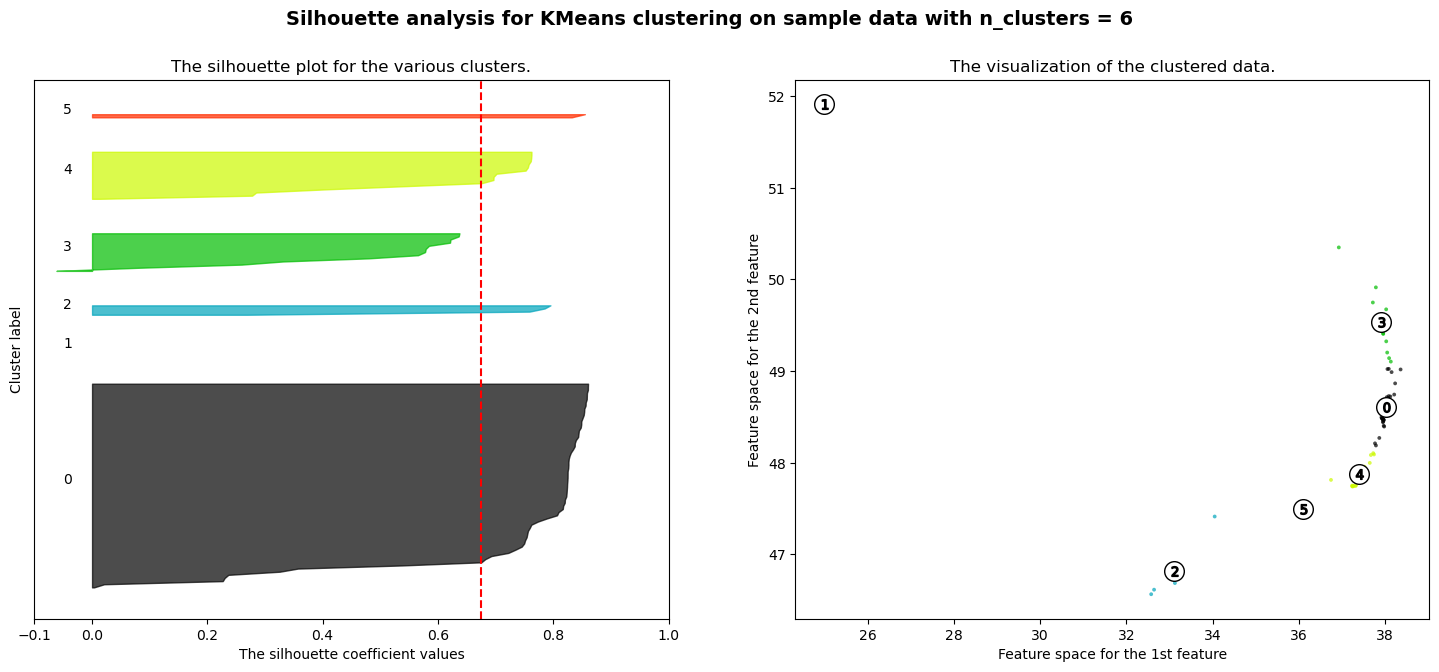 Silhouette analysis for KMeans clustering on sample data with n_clusters = 6
The silhouette plot for the various clusters.
5
4
3
2
1
0
Cluster label
−0.1 0.0 0.2 0.4 0.6 0.8 1.0
The silhouette coefficient values
The visualization of the clustered data.
52
51
50
49
48
47
Feature space for the 2nd feature
1
3
0
4
5
2
26 28 30 32 34 36 38
Feature space for the 1st feature